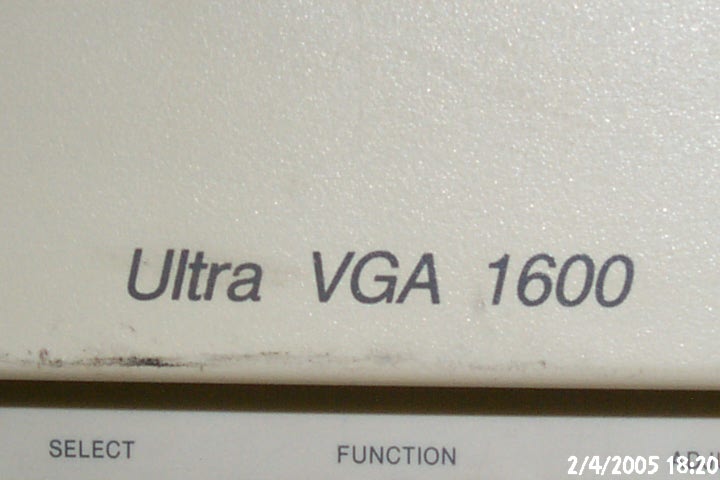 Ultra VGA 1600
SELECT FUNCTION
2/4/2005 18:20